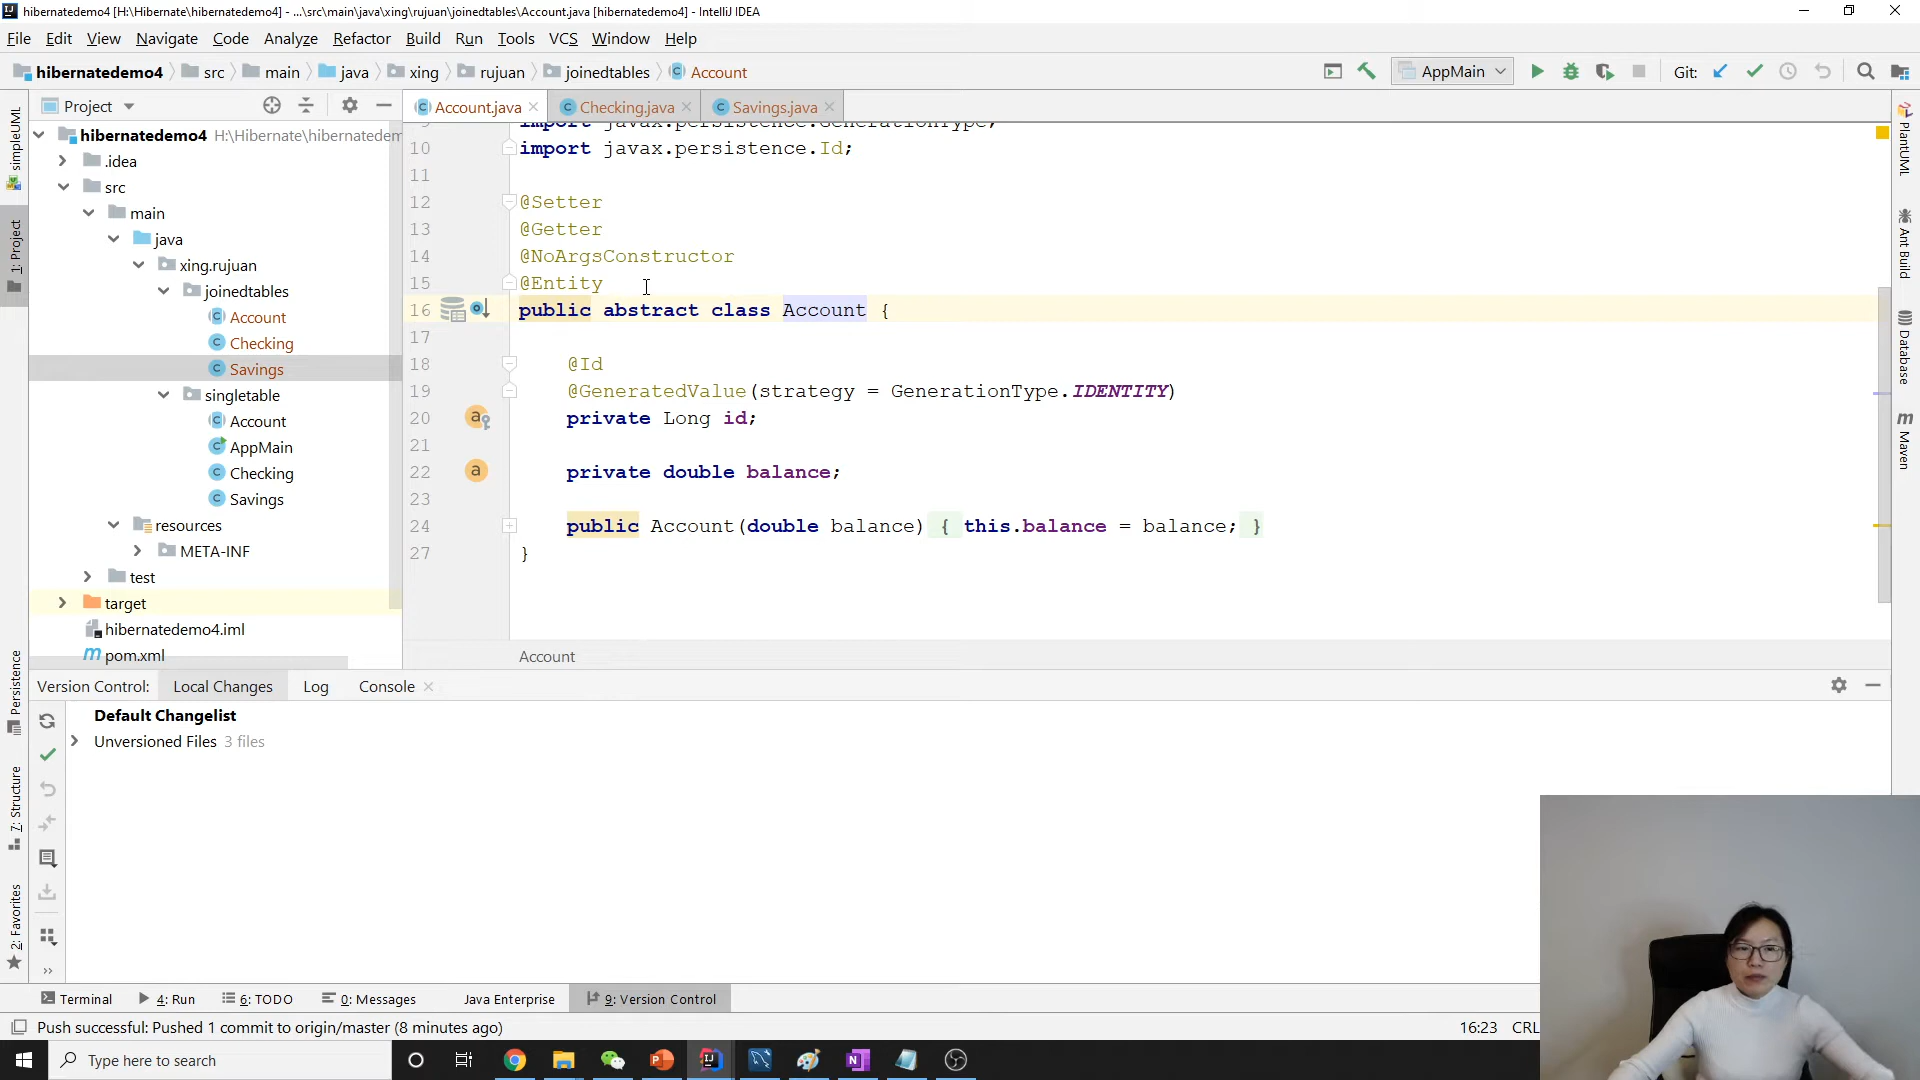 hibernatedemo4 [H:\Hibernate\hibernatedemo4] - ...\src\main\java\xing\rujuan\joinedtables\Account.java [hibernatedemo4] - IntelliJ IDEA
File Edit View Navigate Code Analyze Refactor Build Run Tools VCS Window Help
hibernatedemo4 src main java xing rujuan joinedtables Account AppMain Git:
Project Account.java Checking.java Savings.java
hibernatedemo4 H:\Hibernate\hibernatedem
.idea
src
main
java
xing.rujuan
joinedtables
Account
Checking
Savings
singletable
Account
AppMain
Checking
Savings
resources
META-INF
test
target
hibernatedemo4.iml
pom.xml
import javax.persistence.GenerationType;
10 import javax.persistence.Id;
11
12 @Setter
13 @Getter
14 @NoArgsConstructor
15 @Entity
16 public abstract class Account {
17
18 @Id
19 @GeneratedValue(strategy = GenerationType.IDENTITY)
20 private Long id;
21
22 private double balance;
23
24 public Account(double balance) { this.balance = balance; }
27 }
Account
simpleUML
1: Project
Persistence
7: Structure
2: Favorites
PlantUML
Ant Build
Database
Maven
Version Control: Local Changes Log Console
Default Changelist
Unversioned Files 3 files
Terminal 4: Run 6: TODO 0: Messages Java Enterprise 9: Version Control
Push successful: Pushed 1 commit to origin/master (8 minutes ago) 16:23 CRL
Type here to search